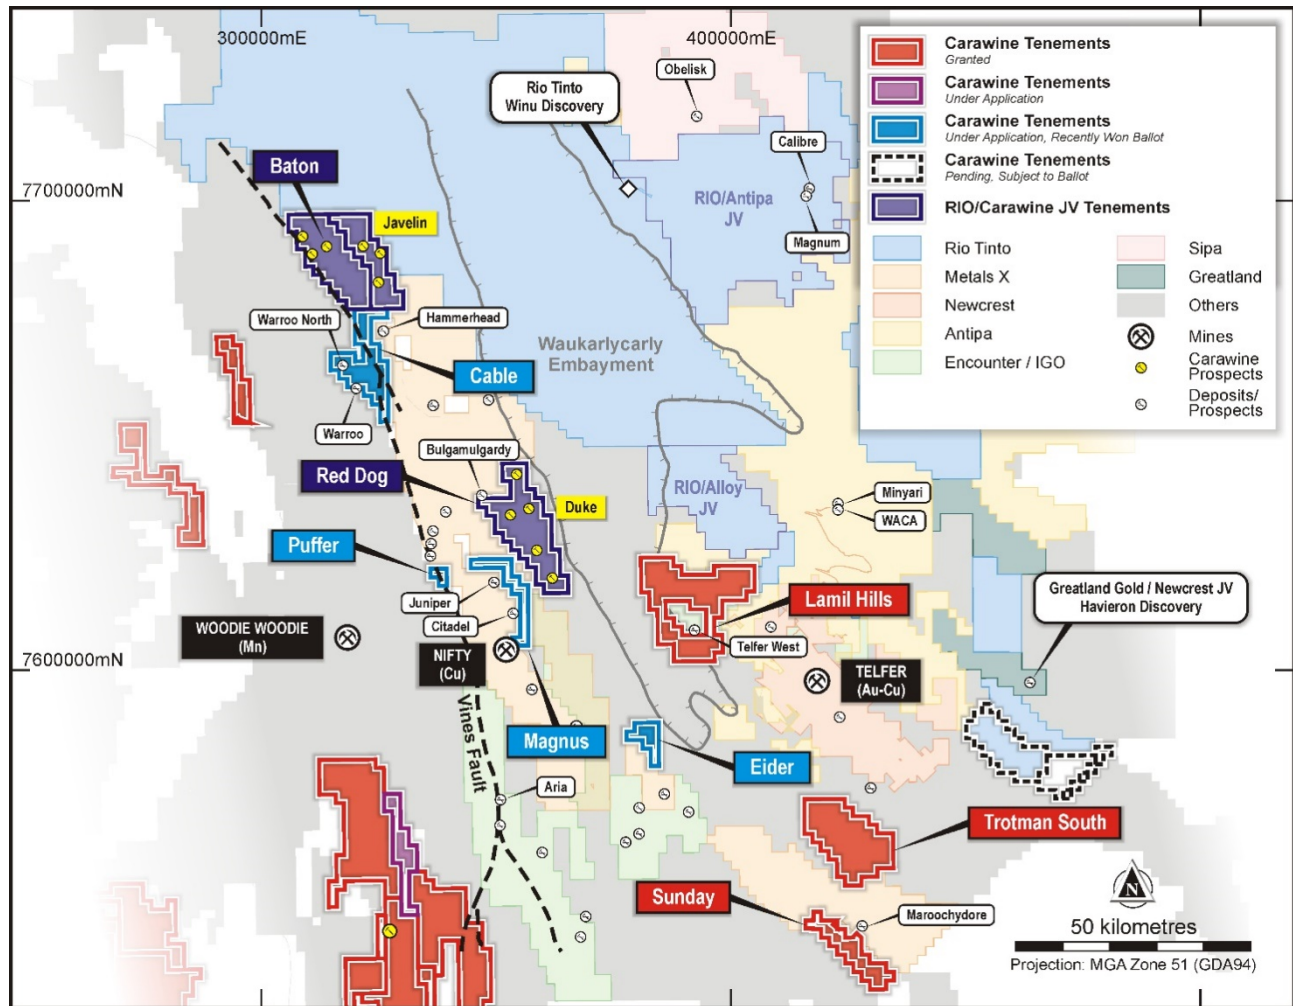 300000mE
400000mE
7700000mN
7600000mN
Obelisk
Rio Tinto
Winu Discovery
Calibre
Magnum
RIO/Antipa
JV
Baton
Javelin
Warroo North
Hammerhead
Cable
Warroo
Waukarlycarly
Embayment
Bulgamulgardy
Red Dog
Duke
RIO/Alloy
JV
Minyari
WACA
Puffer
Juniper
Citadel
WOODIE WOODIE
(Mn)
NIFTY
(Cu)
Lamil Hills
Telfer West
TELFER
(Au-Cu)
Greatland Gold / Newcrest JV
Havieron Discovery
Vines Fault
Magnus
Eider
Aria
Trotman South
Sunday
Maroochydore
Carawine Tenements
Granted
Carawine Tenements
Under Application
Carawine Tenements
Under Application, Recently Won Ballot
Carawine Tenements
Pending, Subject to Ballot
RIO/Carawine JV Tenements
Rio Tinto
Metals X
Newcrest
Antipa
Encounter / IGO
Sipa
Greatland
Others
Mines
Carawine
Prospects
Deposits/
Prospects
N
50 kilometres
Projection: MGA Zone 51 (GDA94)